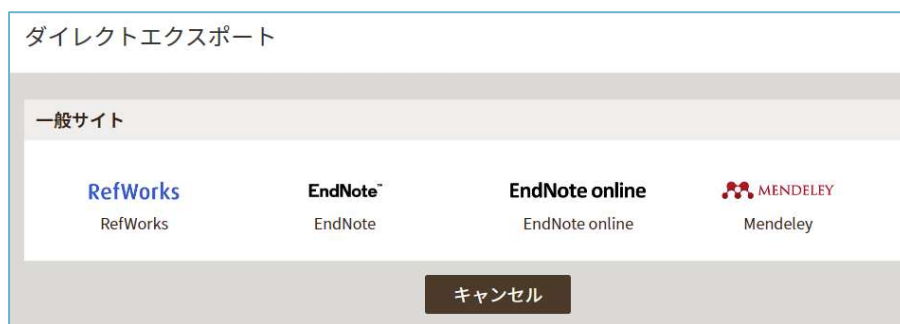 ダイレクトエクスポート
一般サイト
RefWorks EndNote™ EndNote online MENDELEY
RefWorks EndNote EndNote online Mendeley
キャンセル